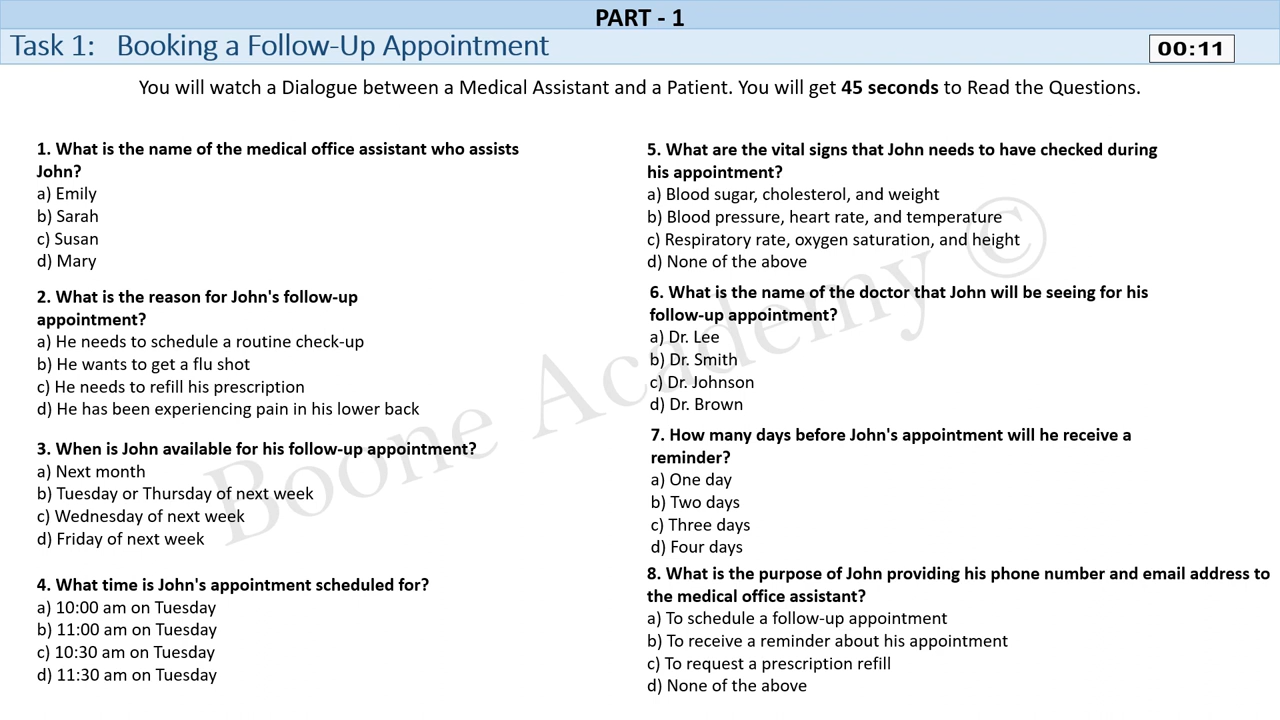 PART - 1
Task 1: Booking a Follow-Up Appointment
00:11
You will watch a Dialogue between a Medical Assistant and a Patient. You will get 45 seconds to Read the Questions.
1. What is the name of the medical office assistant who assists
John?
a) Emily
b) Sarah
c) Susan
d) Mary
2. What is the reason for John's follow-up
appointment?
a) He needs to schedule a routine check-up
b) He wants to get a flu shot
c) He needs to refill his prescription
d) He has been experiencing pain in his lower back
3. When is John available for his follow-up appointment?
a) Next month
b) Tuesday or Thursday of next week
c) Wednesday of next week
d) Friday of next week
4. What time is John's appointment scheduled for?
a) 10:00 am on Tuesday
b) 11:00 am on Tuesday
c) 10:30 am on Tuesday
d) 11:30 am on Tuesday
5. What are the vital signs that John needs to have checked during
his appointment?
a) Blood sugar, cholesterol, and weight
b) Blood pressure, heart rate, and temperature
c) Respiratory rate, oxygen saturation, and height
d) None of the above
6. What is the name of the doctor that John will be seeing for his
follow-up appointment?
a) Dr. Lee
b) Dr. Smith
c) Dr. Johnson
d) Dr. Brown
7. How many days before John's appointment will he receive a
reminder?
a) One day
b) Two days
c) Three days
d) Four days
8. What is the purpose of John providing his phone number and email address to
the medical office assistant?
a) To schedule a follow-up appointment
b) To receive a reminder about his appointment
c) To request a prescription refill
d) None of the above
Boone Academy ©